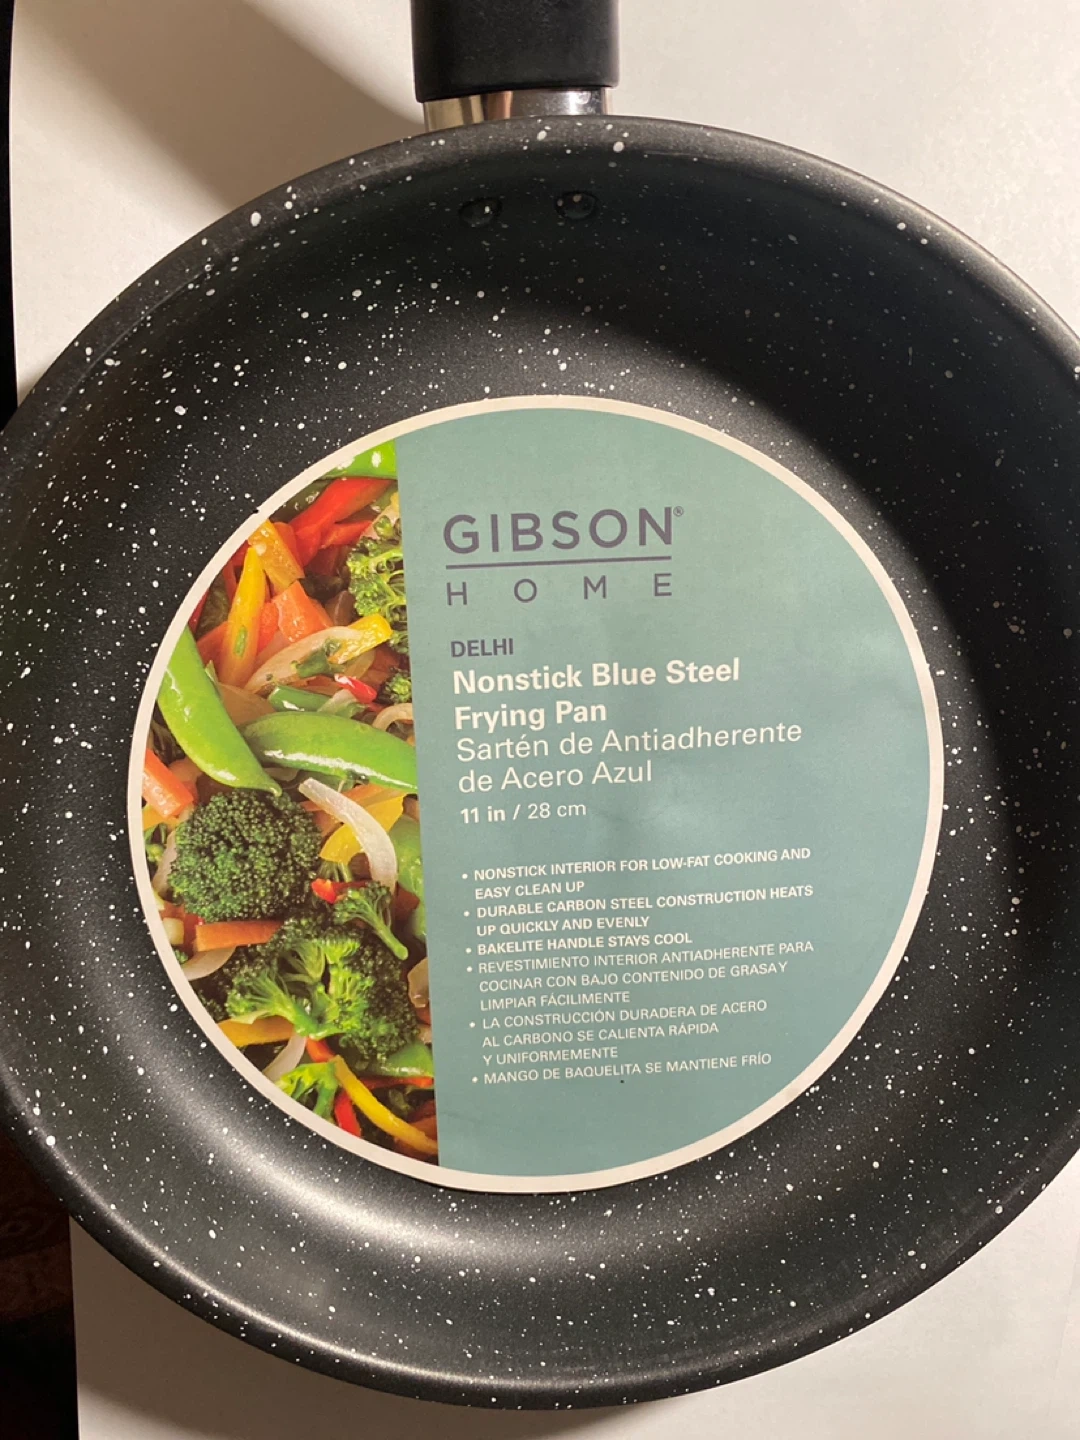 GIBSON®
HOME
DELHI
Nonstick Blue Steel
Frying Pan
Sartén de Antiadherente
de Acero Azul
11 in / 28 cm
• NONSTICK INTERIOR FOR LOW-FAT COOKING AND
EASY CLEAN UP
• DURABLE CARBON STEEL CONSTRUCTION HEATS
UP QUICKLY AND EVENLY
• BAKELITE HANDLE STAYS COOL
• REVESTIMIENTO INTERIOR ANTIADHERENTE PARA
COCINAR CON BAJO CONTENIDO DE GRASA Y
LIMPIAR FÁCILMENTE
• LA CONSTRUCCIÓN DURADERA DE ACERO
AL CARBONO SE CALIENTA RÁPIDA
Y UNIFORMEMENTE
• MANGO DE BAQUELITA SE MANTIENE FRÍO